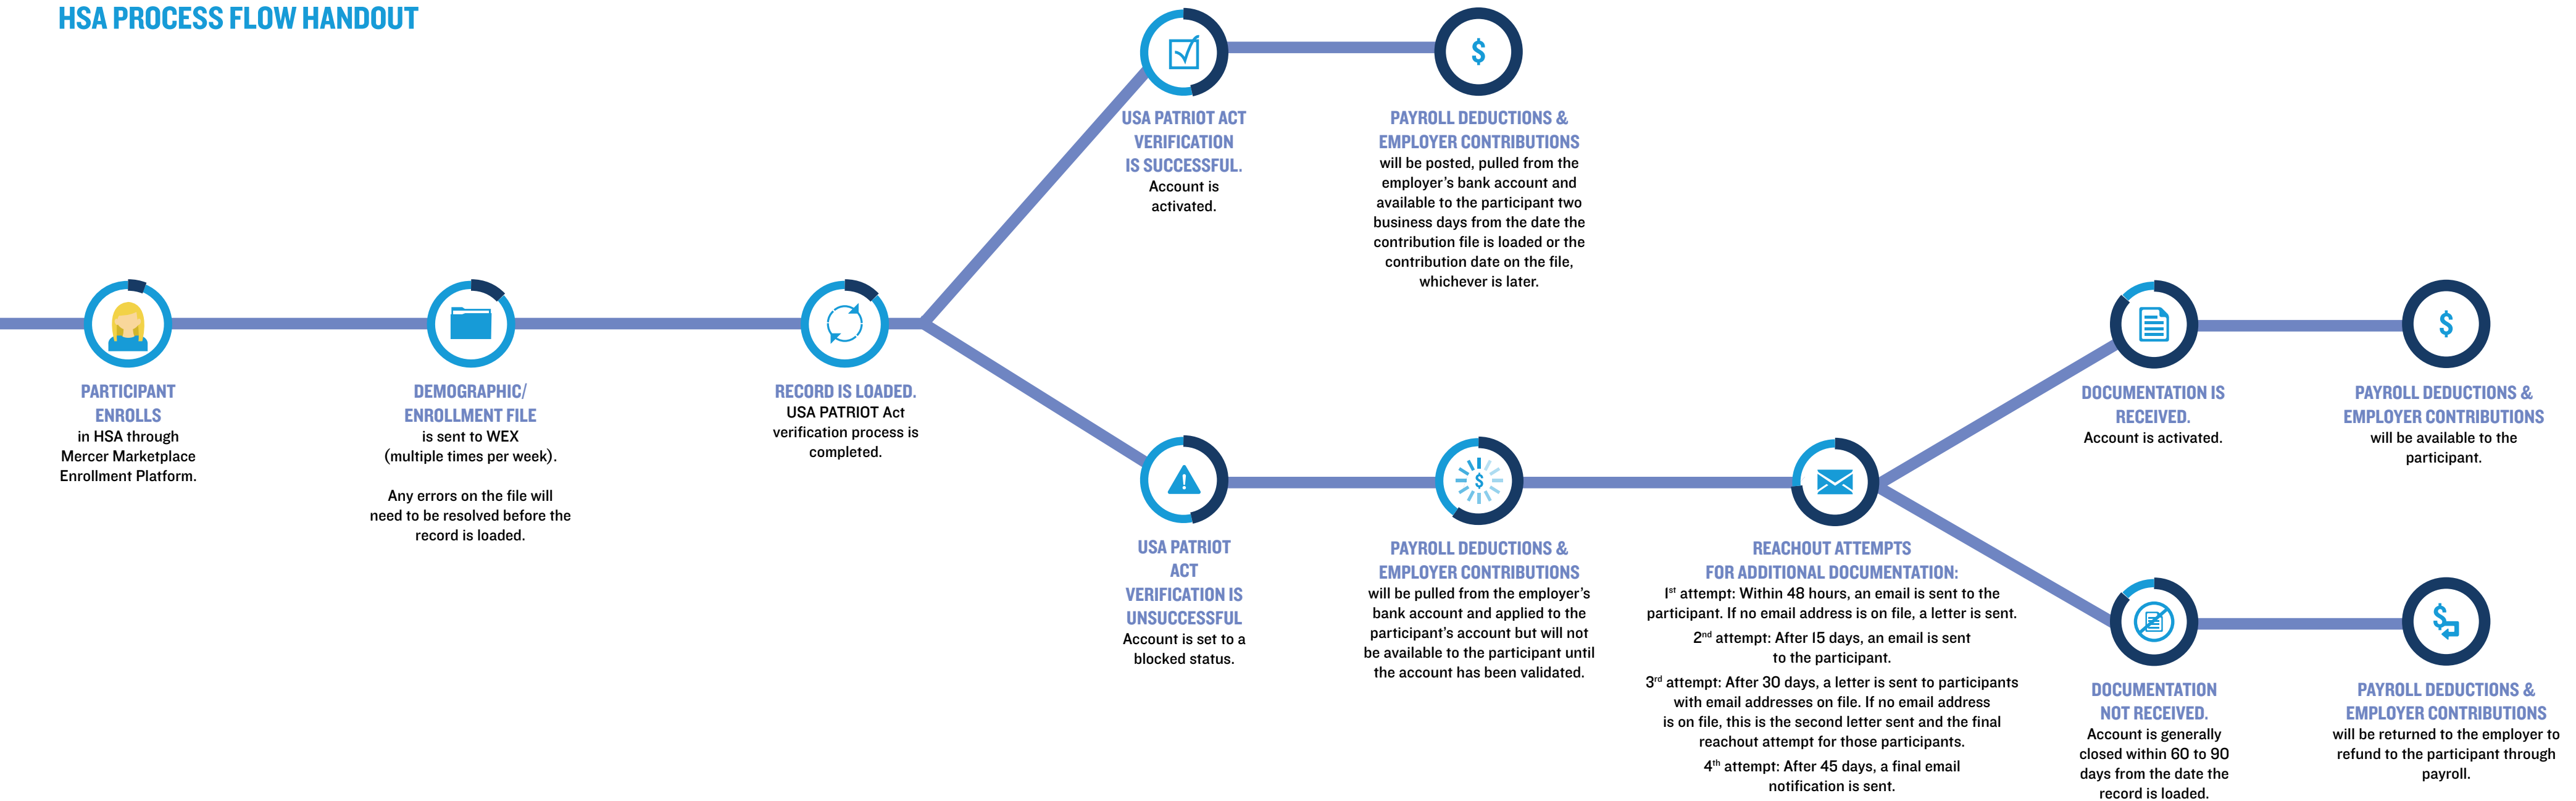 HSA PROCESS FLOW HANDOUT
PARTICIPANT
ENROLLS
in HSA through
Mercer Marketplace
Enrollment Platform.
DEMOGRAPHIC/
ENROLLMENT FILE
is sent to WEX
(multiple times per week).
Any errors on the file will
need to be resolved before the
record is loaded.
RECORD IS LOADED.
USA PATRIOT Act
verification process is
completed.
USA PATRIOT ACT
VERIFICATION
IS SUCCESSFUL.
Account is
activated.
$
PAYROLL DEDUCTIONS &
EMPLOYER CONTRIBUTIONS
will be posted, pulled from the
employer's bank account and
available to the participant two
business days from the date the
contribution file is loaded or the
contribution date on the file,
whichever is later.
!
USA PATRIOT
ACT
VERIFICATION IS
UNSUCCESSFUL
Account is set to a
blocked status.
$
PAYROLL DEDUCTIONS &
EMPLOYER CONTRIBUTIONS
will be pulled from the employer's
bank account and applied to the
participant's account but will not
be available to the participant until
the account has been validated.
REACHOUT ATTEMPTS
FOR ADDITIONAL DOCUMENTATION:
1st attempt: Within 48 hours, an email is sent to the
participant. If no email address is on file, a letter is sent.
2nd attempt: After 15 days, an email is sent
to the participant.
3rd attempt: After 30 days, a letter is sent to participants
with email addresses on file. If no email address
is on file, this is the second letter sent and the final
reachout attempt for those participants.
4th attempt: After 45 days, a final email
notification is sent.
DOCUMENTATION IS
RECEIVED.
Account is activated.
$
PAYROLL DEDUCTIONS &
EMPLOYER CONTRIBUTIONS
will be available to the
participant.
DOCUMENTATION
NOT RECEIVED.
Account is generally
closed within 60 to 90
days from the date the
record is loaded.
$
PAYROLL DEDUCTIONS &
EMPLOYER CONTRIBUTIONS
will be returned to the employer to
refund to the participant through
payroll.